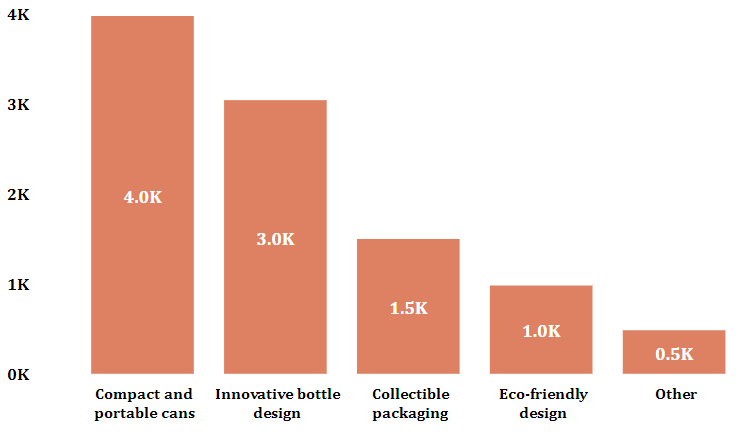 4K
3K
2K
1K
0K
4.0K
3.0K
1.5K
1.0K
0.5K
Compact and
portable cans
Innovative bottle
design
Collectible
packaging
Eco-friendly
design
Other